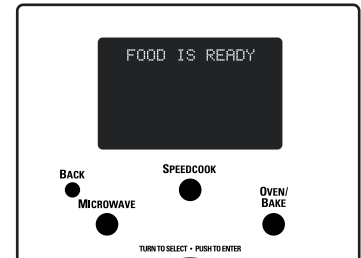 FOOD IS READY
SPEEDCOOK
BACK
MICROWAVE
OVEN/
BAKE
TURN TO SELECT • PUSH TO ENTER